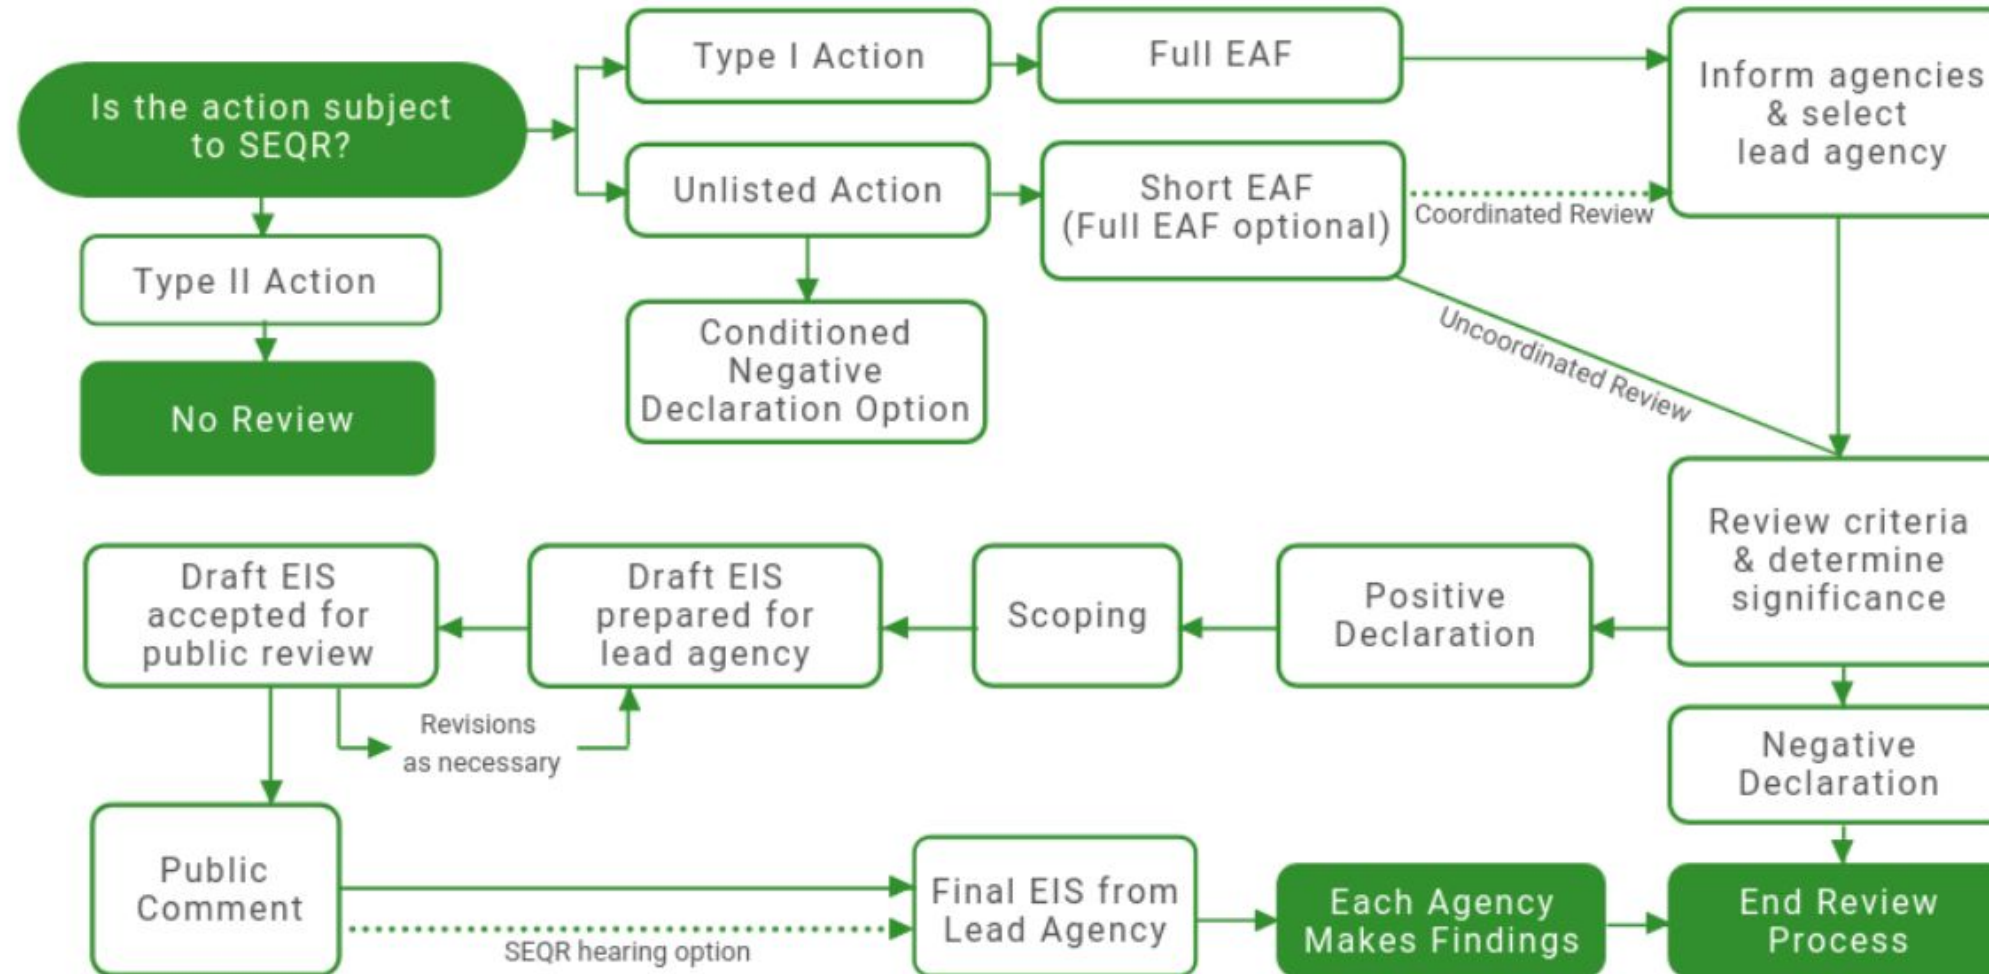 Is the action subject
to SEQR?
Type I Action
Full EAF
Inform agencies
& select
lead agency
Unlisted Action
Short EAF
(Full EAF optional)
Coordinated Review
Type II Action
No Review
Conditioned
Negative
Declaration Option
Uncoordinated Review
Review criteria
& determine
significance
Positive
Declaration
Scoping
Draft EIS
prepared for
lead agency
Draft EIS
accepted for
public review
Revisions
as necessary
Negative
Declaration
Public
Comment
SEQR hearing option
Final EIS from
Lead Agency
Each Agency
Makes Findings
End Review
Process